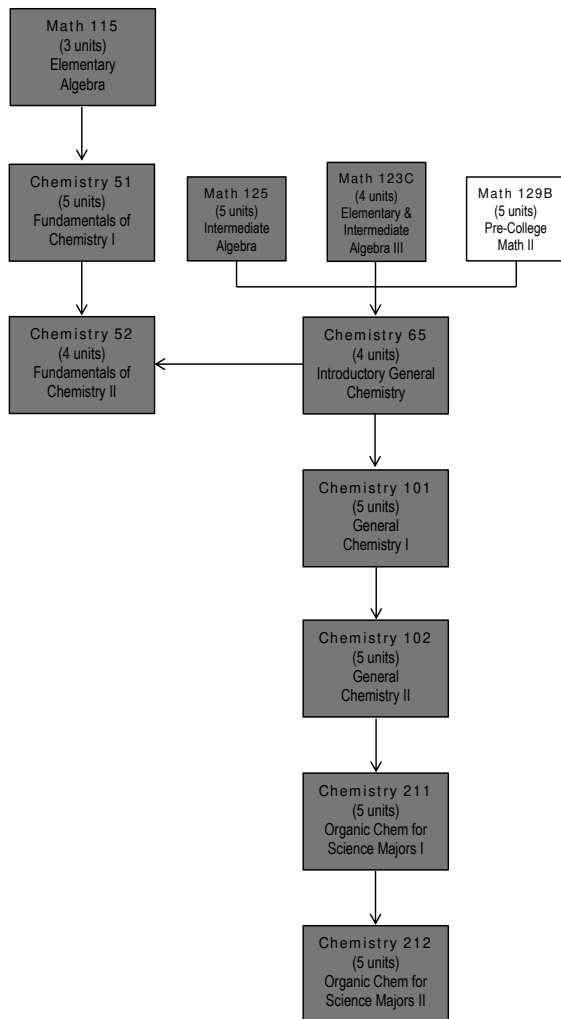 Math 115
(3 units)
Elementary
Algebra
Chemistry 51
(5 units)
Fundamentals of
Chemistry I
Math 125
(5 units)
Intermediate
Algebra
Math 123C
(4 units)
Elementary &
Intermediate
Algebra III
Math 129B
(5 units)
Pre-College
Math II
Chemistry 52
(4 units)
Fundamentals of
Chemistry II
Chemistry 65
(4 units)
Introductory General
Chemistry
Chemistry 101
(5 units)
General
Chemistry I
Chemistry 102
(5 units)
General
Chemistry II
Chemistry 211
(5 units)
Organic Chem for
Science Majors I
Chemistry 212
(5 units)
Organic Chem for
Science Majors II